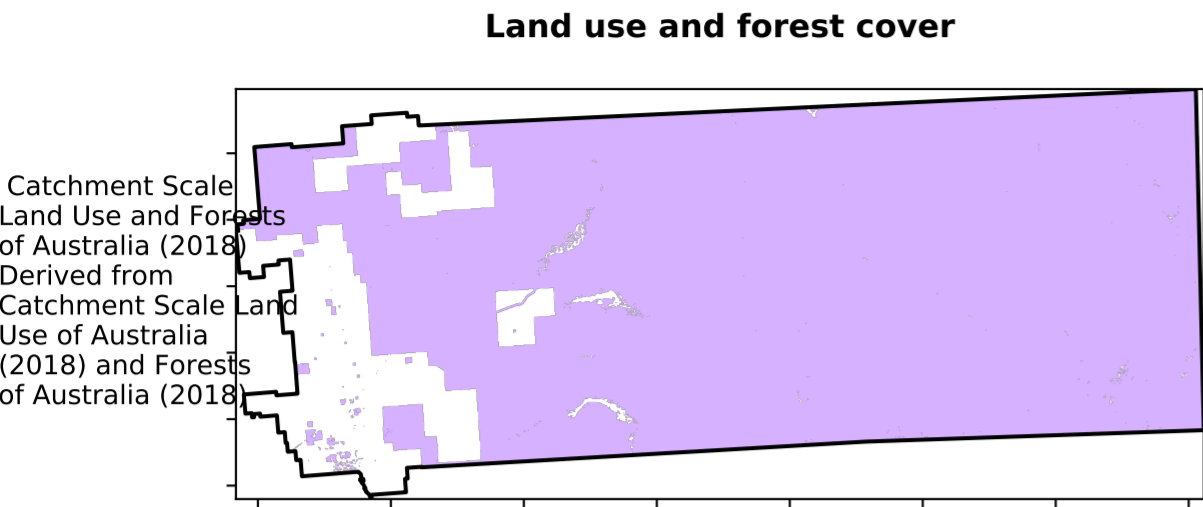 Land use and forest cover
Catchment Scale
Land Use and Forests
of Australia (2018)
Derived from
Catchment Scale Land
Use of Australia
(2018) and Forests
of Australia (2018)